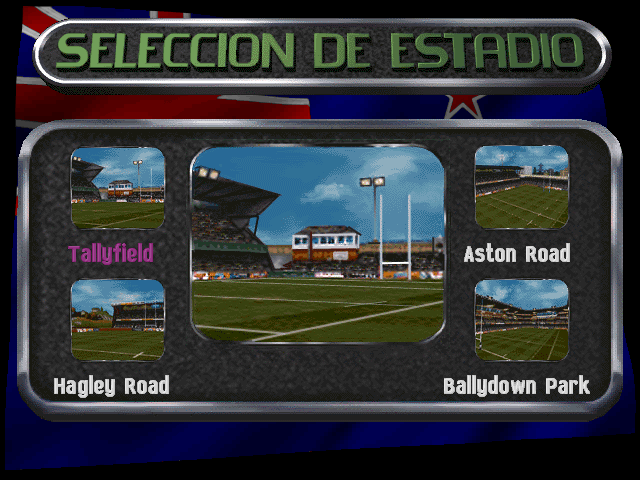 SELECCION DE ESTADIO
Tallyfield
Aston Road
Hagley Road
Ballydown Park